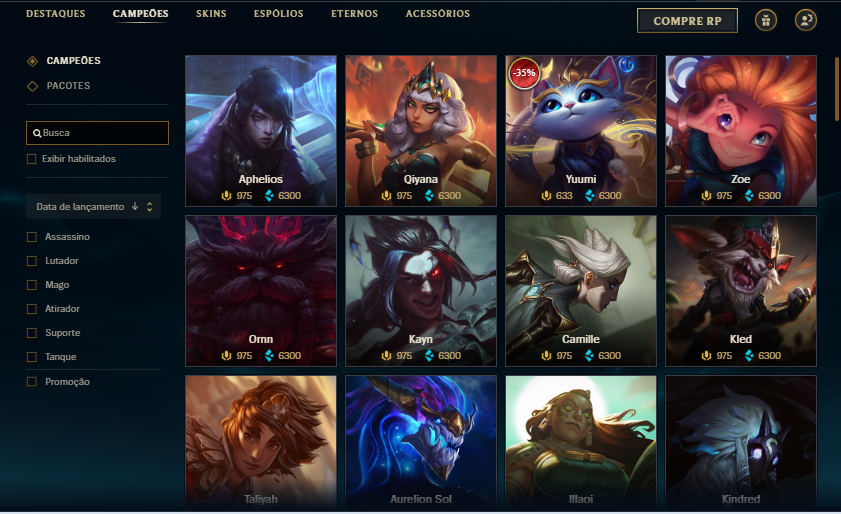 DESTAQUES CAMPEÕES SKINS ESPÓLIOS ETERNOS ACESSÓRIOS COMPRE RP
CAMPEÕES
PACOTES
Busca
Exibir habilitados
Data de lançamento
Assassino
Lutador
Mago
Atirador
Suporte
Tanque
Promoção
-35%
Aphelios Qiyana Yuumi Zoe
975 6300 975 6300 633 6300 975 6300
Ornn Kayn Camille Kled
975 6300 975 6300 975 6300 975 6300
Taliyah Aurelion Sol Illaoi Kindred